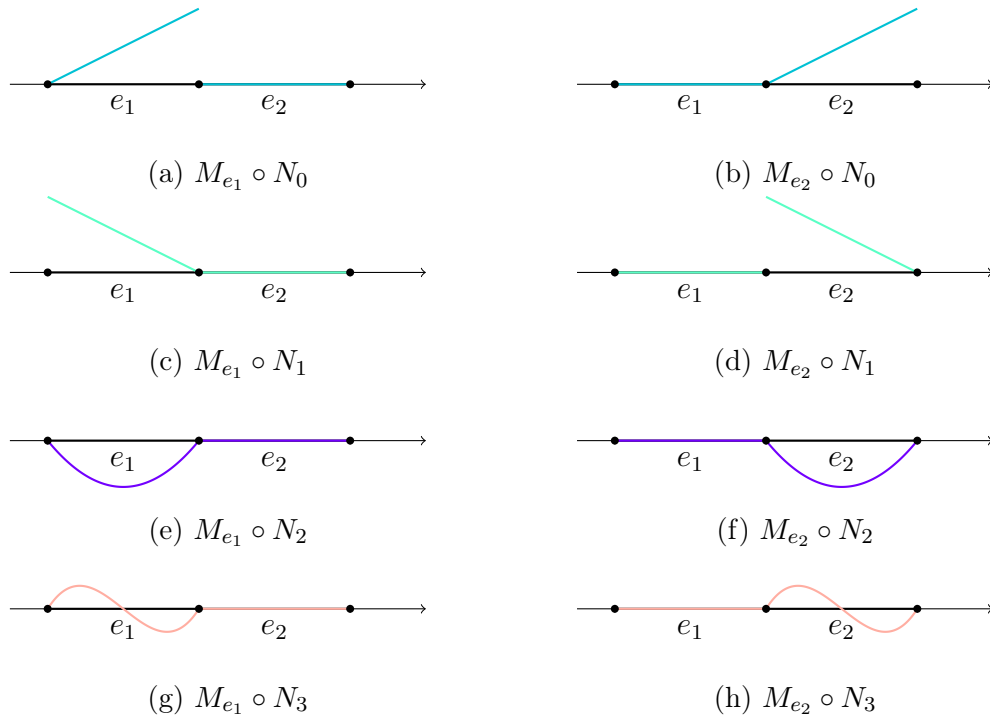 e₁ e₂ e₁ e₂
(a) M_{e₁} ∘ N₀ (b) M_{e₂} ∘ N₀
e₁ e₂ e₁ e₂
(c) M_{e₁} ∘ N₁ (d) M_{e₂} ∘ N₁
e₁ e₂ e₁ e₂
(e) M_{e₁} ∘ N₂ (f) M_{e₂} ∘ N₂
e₁ e₂ e₁ e₂
(g) M_{e₁} ∘ N₃ (h) M_{e₂} ∘ N₃